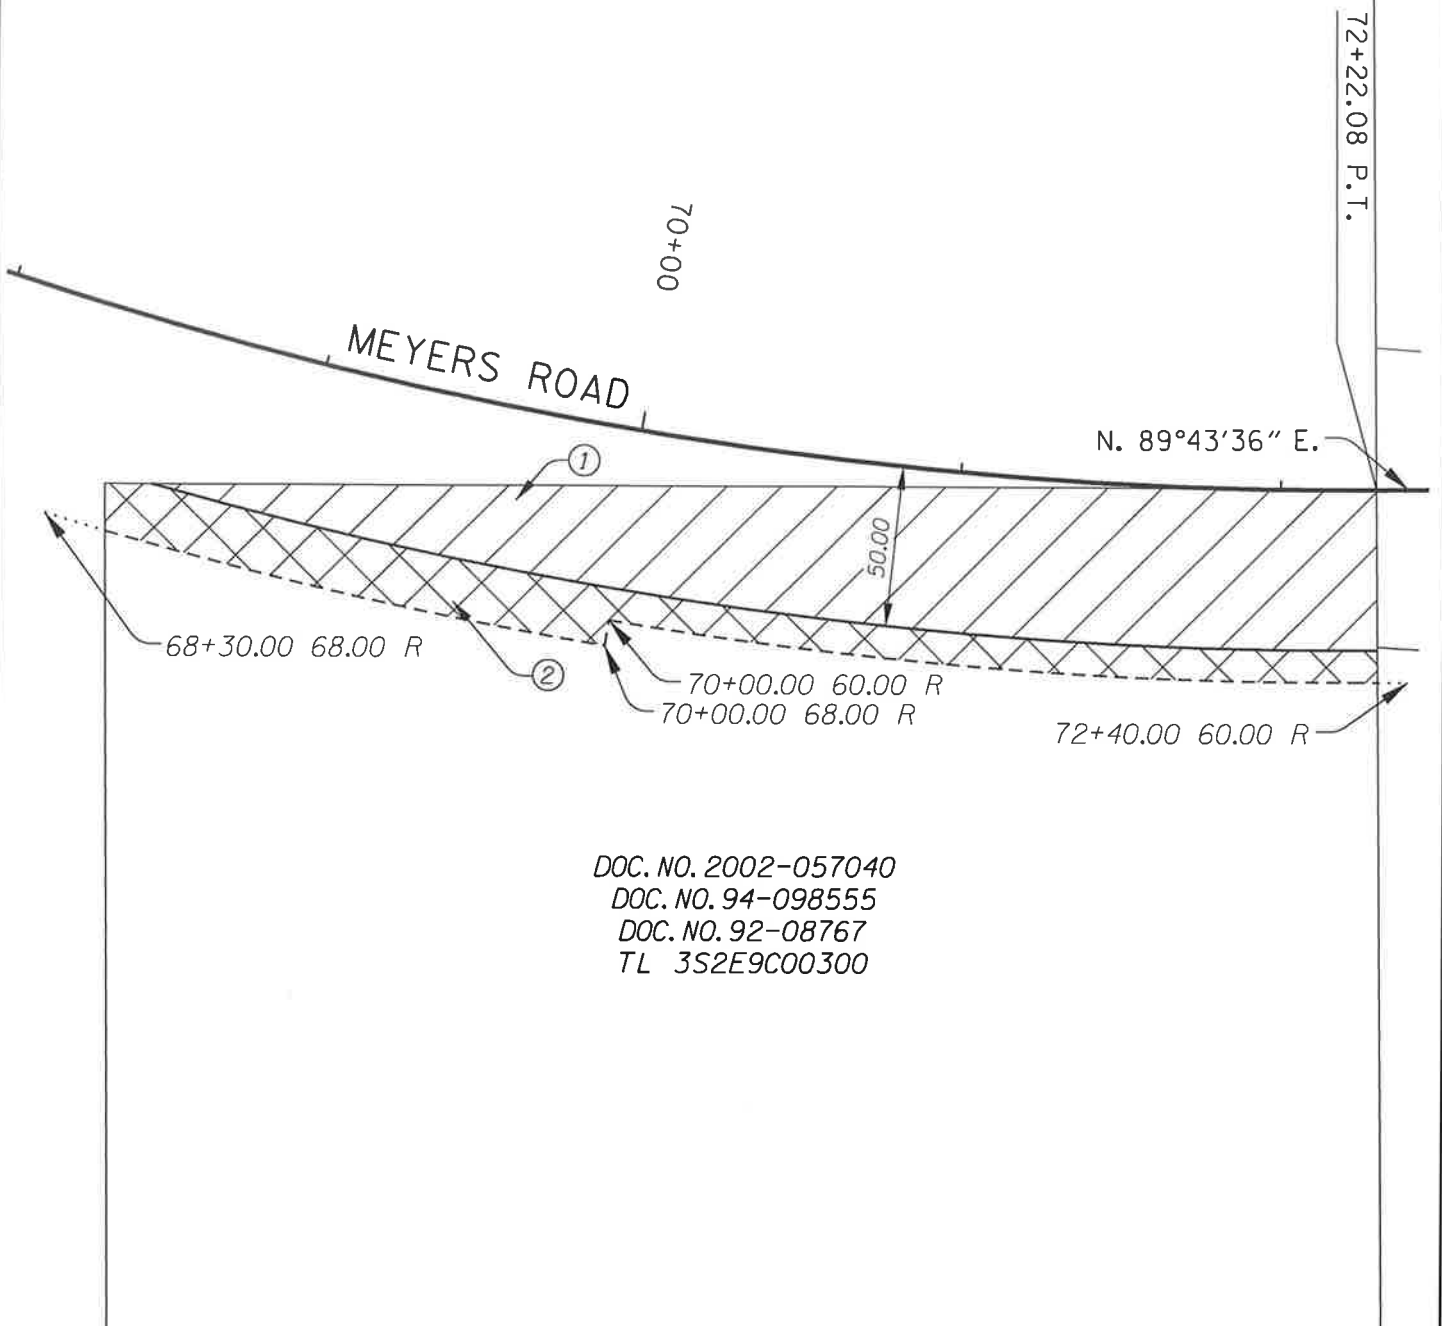 72+22.08 P.T.
70+00
MEYERS ROAD
N. 89°43'36" E.
1
50.00
68+30.00 68.00 R
2
70+00.00 60.00 R
70+00.00 68.00 R
72+40.00 60.00 R
DOC. NO. 2002-057040
DOC. NO. 94-098555
DOC. NO. 92-08767
TL 3S2E9C00300